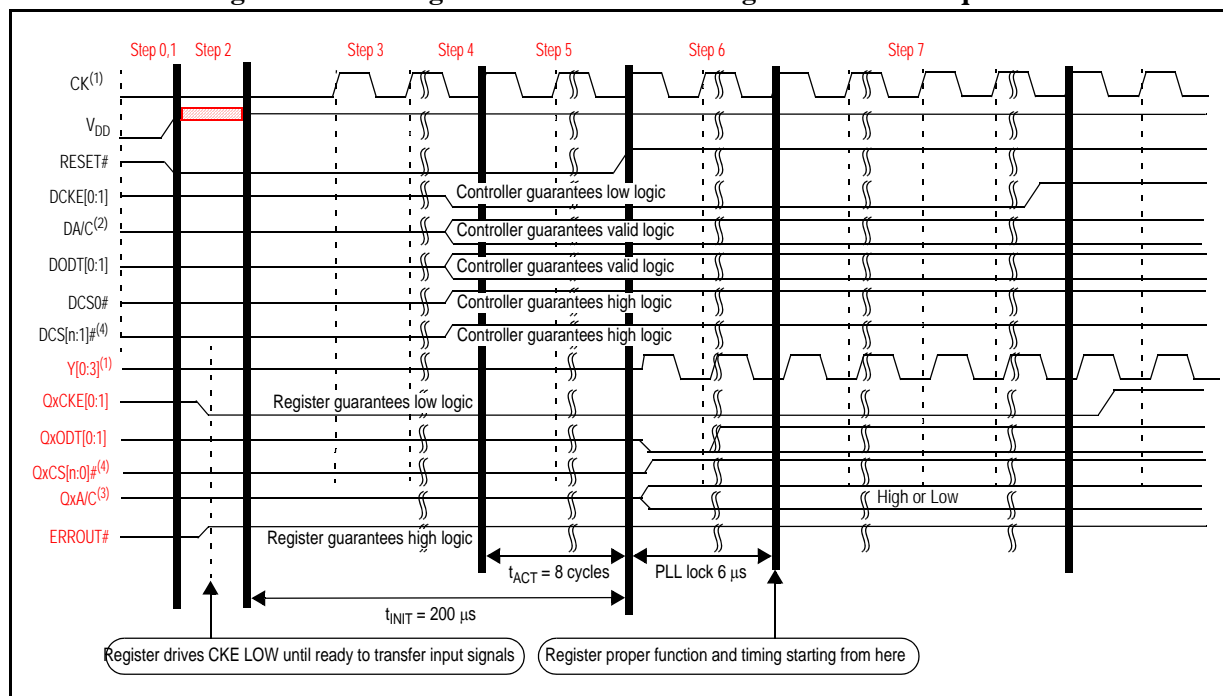 Step 0,1 Step 2 Step 3 Step 4 Step 5 Step 6 Step 7
CK(1)
VDD
RESET#
DCKE[0:1] Controller guarantees low logic
DA/C(2) Controller guarantees valid logic
DODT[0:1] Controller guarantees valid logic
DCS0# Controller guarantees high logic
DCS[n:1]#(4) Controller guarantees high logic
Y[0:3](1)
QxCKE[0:1] Register guarantees low logic
QxODT[0:1]
QxCS[n:0]#(4)
QxA/C(3) High or Low
ERROUT# Register guarantees high logic
tACT = 8 cycles PLL lock 6 μs
tINIT = 200 μs
Register drives CKE LOW until ready to transfer input signals Register proper function and timing starting from here